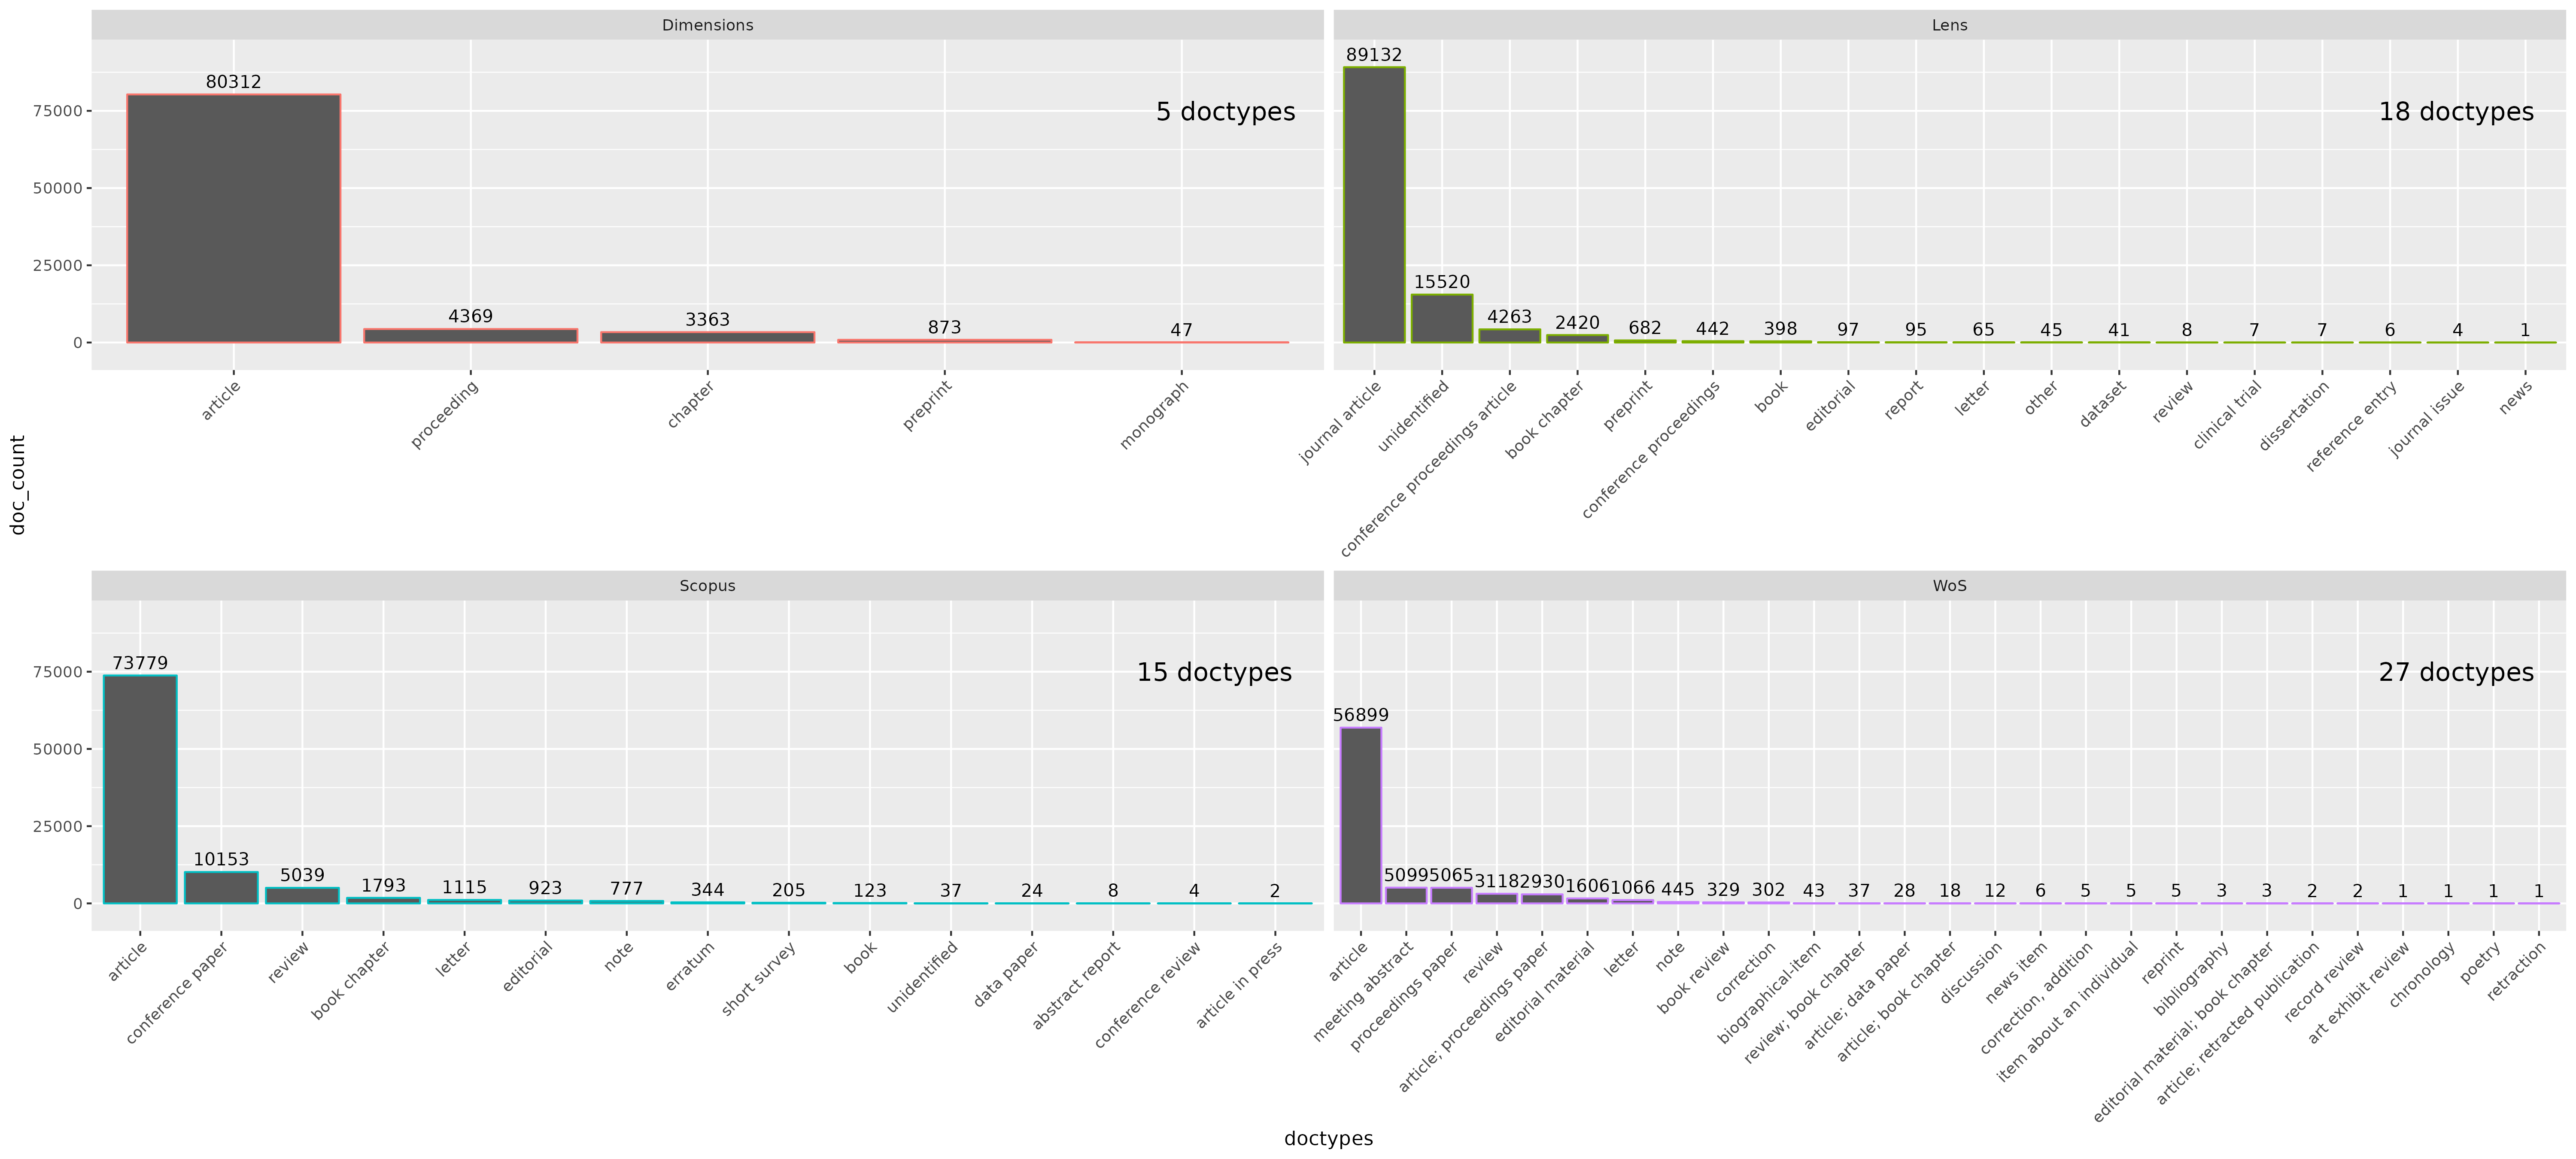 Dimensions
80312
4369
3363
873
47
5 doctypes
75000
50000
25000
0
article
proceeding
chapter
preprint
monograph
Lens
89132
15520
4263
2420
682
442
398
97
95
65
45
41
8
7
7
6
4
1
18 doctypes
journal article
unidentified
conference proceedings article
book chapter
preprint
conference proceedings
book
editorial
report
letter
other
dataset
review
clinical trial
dissertation
reference entry
journal issue
news
doc_count
Scopus
73779
10153
5039
1793
1115
923
777
344
205
123
37
24
8
4
2
15 doctypes
75000
50000
25000
0
article
conference paper
review
book chapter
letter
editorial
note
erratum
short survey
book
unidentified
data paper
abstract report
conference review
article in press
WoS
56899
5099
5065
3118
2930
1606
1066
445
329
302
43
37
28
18
12
6
5
5
5
3
3
2
2
1
1
1
1
27 doctypes
article
meeting abstract
proceedings paper
review
article; proceedings paper
editorial material
letter
note
book review
correction
biographical-item
review; book chapter
article; data paper
article; book chapter
discussion
news item
correction, addition
item about an individual
reprint
bibliography
editorial material; book chapter
article; retracted publication
record review
art exhibit review
chronology
poetry
retraction
doctypes